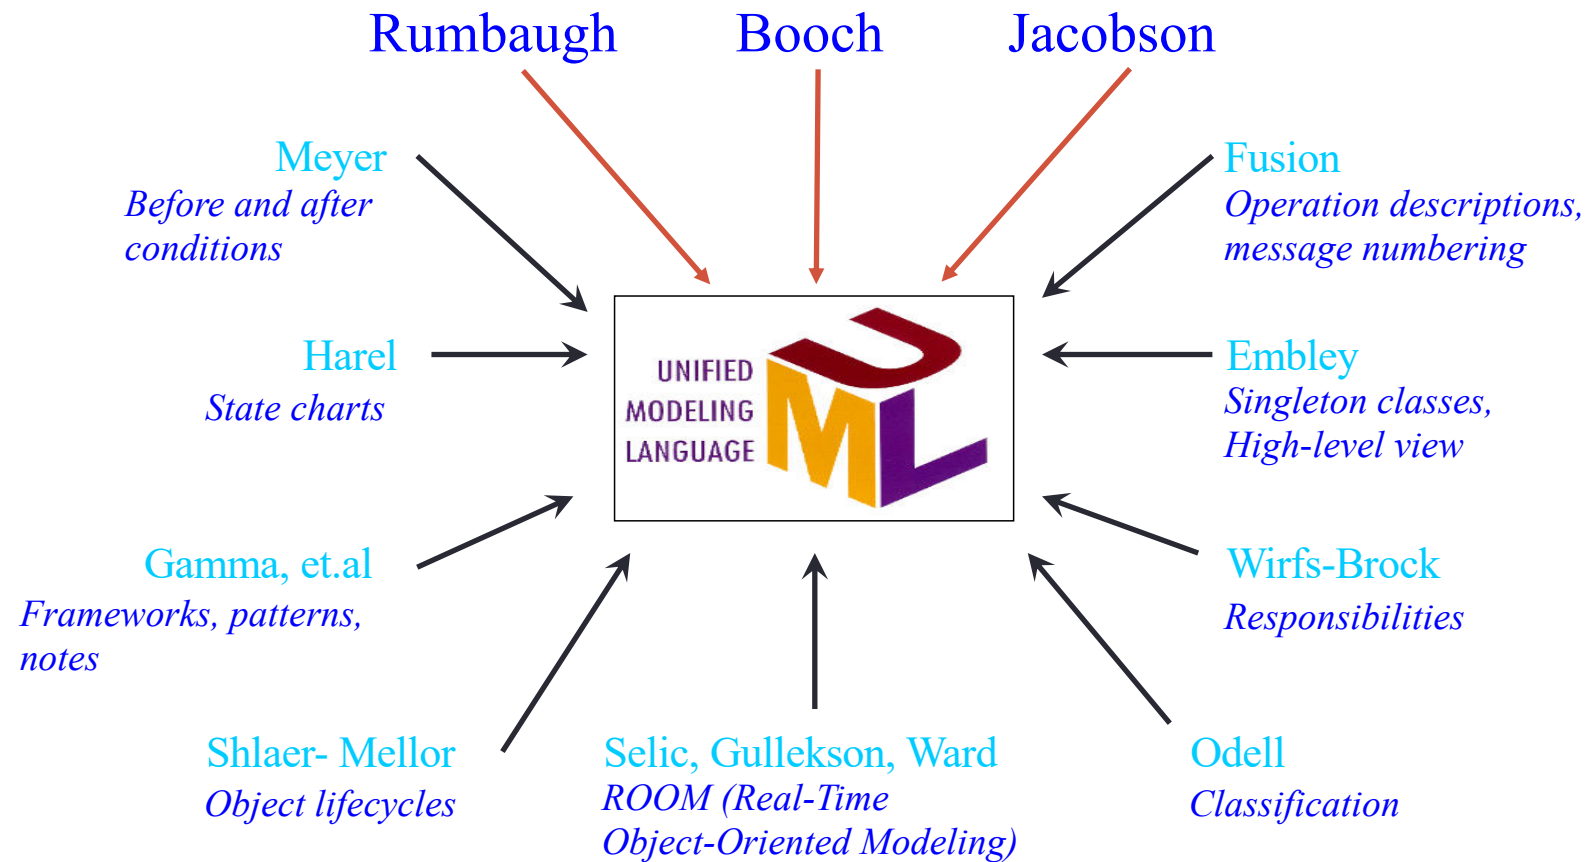 Rumbaugh
Booch
Jacobson
Meyer
Before and after
conditions
Fusion
Operation descriptions,
message numbering
Harel
State charts
UNIFIED
MODELING
LANGUAGE
UML
Embley
Singleton classes,
High-level view
Gamma, et.al
Frameworks, patterns,
notes
Wirfs-Brock
Responsibilities
Shlaer- Mellor
Object lifecycles
Selic, Gullekson, Ward
ROOM (Real-Time
Object-Oriented Modeling)
Odell
Classification